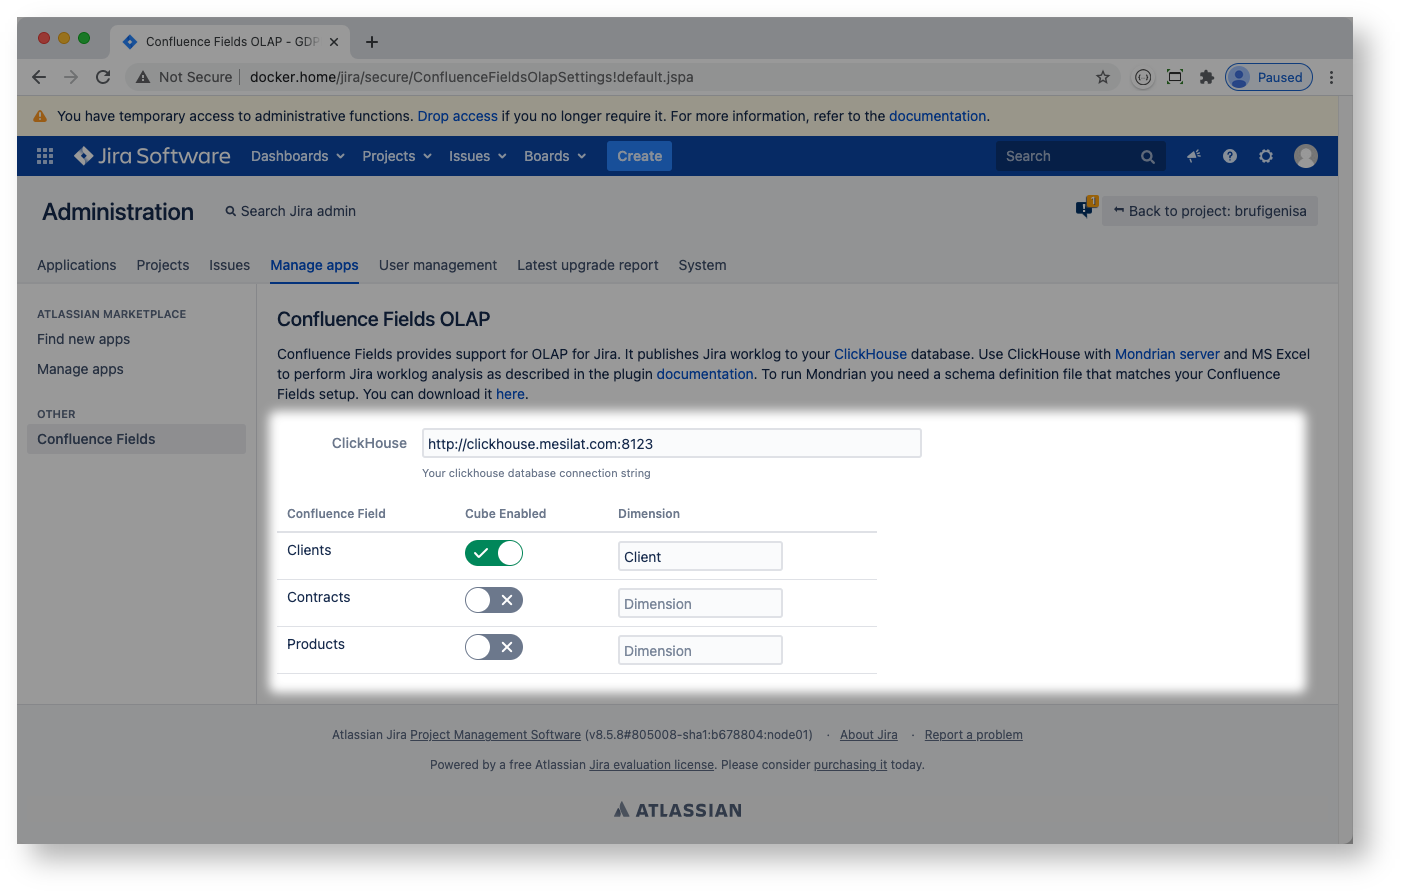 Confluence Fields OLAP - GDP
Not Secure docker.home/jira/secure/ConfluenceFieldsOlapSettings!default.jspa Paused
You have temporary access to administrative functions. Drop access if you no longer require it. For more information, refer to the documentation.
Jira Software Dashboards Projects Issues Boards Create Search
Administration Search Jira admin 1 Back to project: brufigenisa
Applications Projects Issues Manage apps User management Latest upgrade report System
ATLASSIAN MARKETPLACE
Find new apps
Manage apps
OTHER
Confluence Fields
Confluence Fields OLAP
Confluence Fields provides support for OLAP for Jira. It publishes Jira worklog to your ClickHouse database. Use ClickHouse with Mondrian server and MS Excel
to perform Jira worklog analysis as described in the plugin documentation. To run Mondrian you need a schema definition file that matches your Confluence
Fields setup. You can download it here.
ClickHouse http://clickhouse.mesilat.com:8123
Your clickhouse database connection string
Confluence Field Cube Enabled Dimension
Clients Client
Contracts Dimension
Products Dimension
Atlassian Jira Project Management Software (v8.5.8#805008-sha1:b678804:node01) · About Jira · Report a problem
Powered by a free Atlassian Jira evaluation license. Please consider purchasing it today.
ATLASSIAN